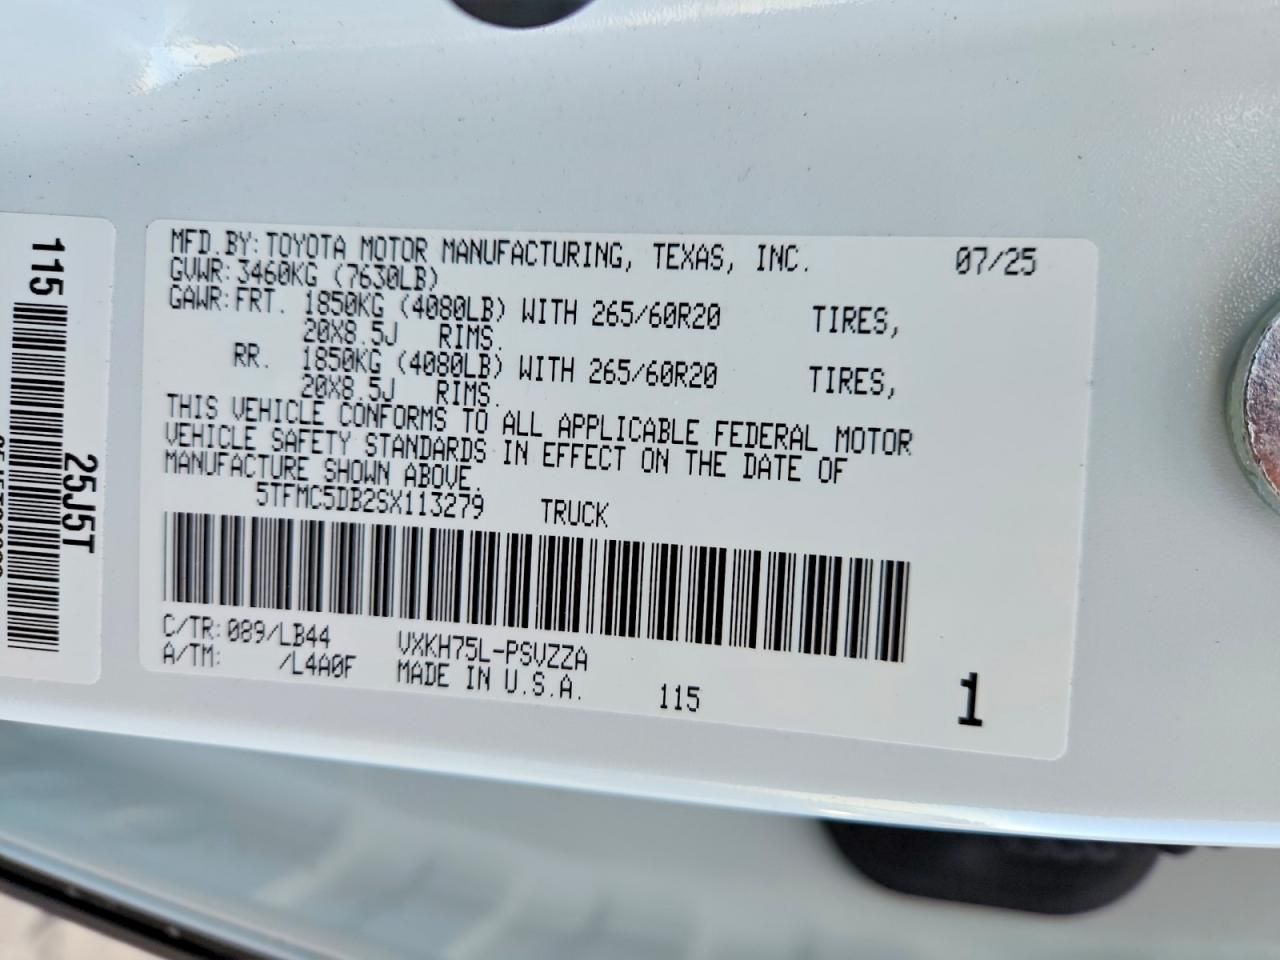 MFD.BY:TOYOTA MOTOR MANUFACTURING, TEXAS, INC. 07/25
GVWR:3460KG (7630LB)
GAWR:FRT. 1850KG (4080LB) WITH 265/60R20 TIRES,
20X8.5J RIMS.
RR. 1850KG (4080LB) WITH 265/60R20 TIRES,
20X8.5J RIMS.
THIS VEHICLE CONFORMS TO ALL APPLICABLE FEDERAL MOTOR
VEHICLE SAFETY STANDARDS IN EFFECT ON THE DATE OF
MANUFACTURE SHOWN ABOVE.
5TFMC5DB2SX113279 TRUCK
C/TR:089/LB44 VXKH75L-PSVZZA
A/TM: /L4A0F MADE IN U.S.A. 115
1
115
25J5T